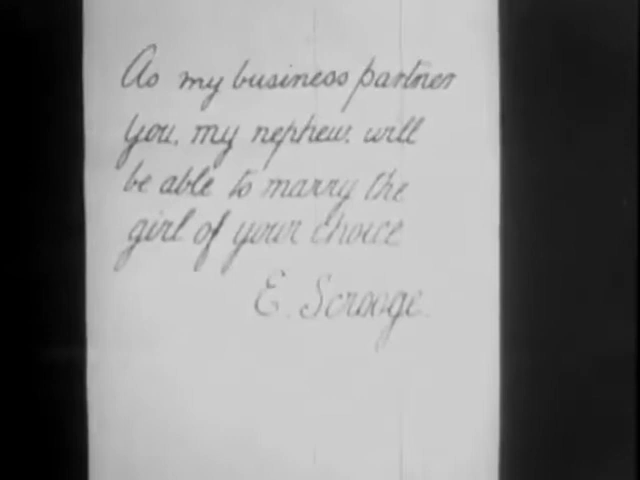 As my business partner
you, my nephew, will
be able to marry the
girl of your choice
E. Scrooge.